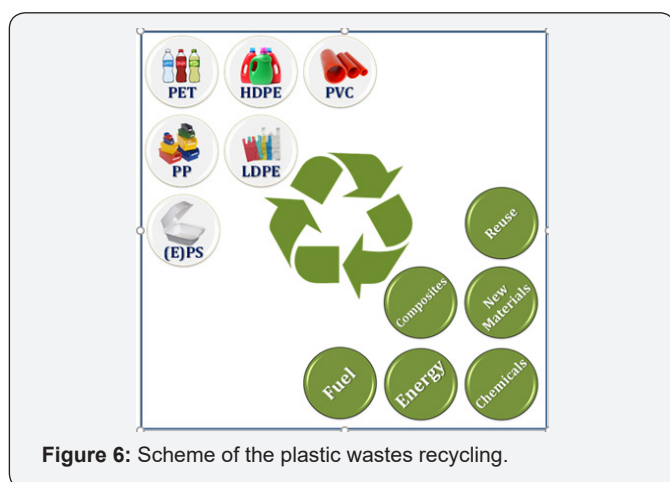 PET
HDPE
PVC
PP
LDPE
(E)PS
Reuse
Composites
New
Materials
Fuel
Energy
Chemicals
Figure 6: Scheme of the plastic wastes recycling.